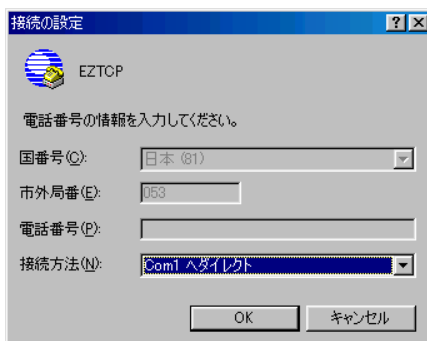 接続の設定
EZTCP
電話番号の情報を入力してください。
国番号(C): 日本 (81)
市外局番(E): 053
電話番号(P):
接続方法(N): Com1 へダイレクト
OK キャンセル